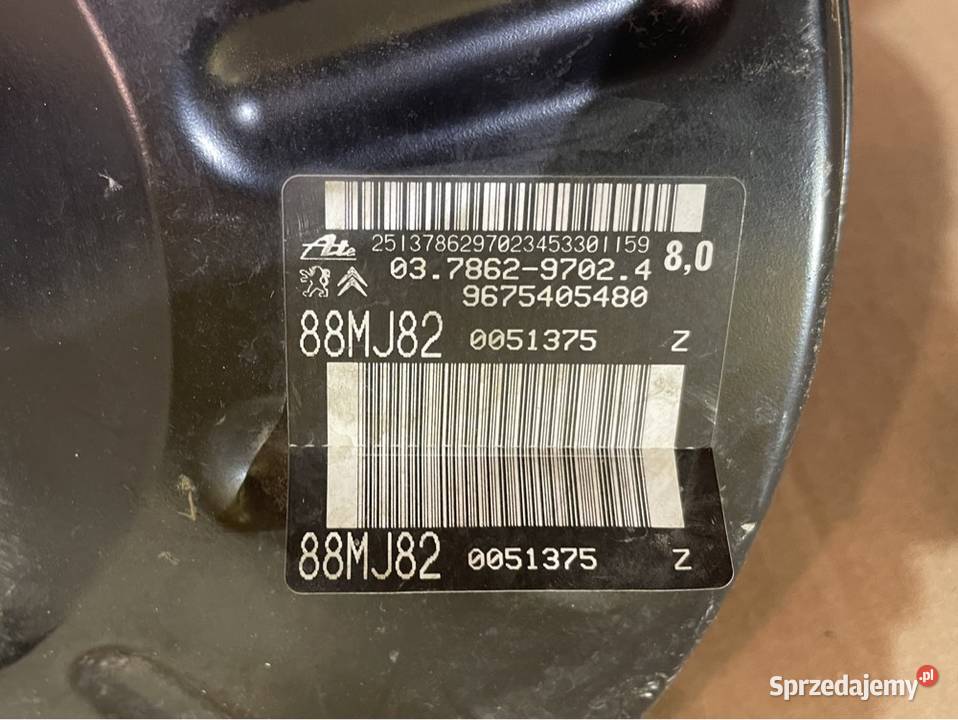 2513786297023453301159
Ate
8,0
03.7862-9702.4
9675405480
88MJ82 0051375 Z
88MJ82 0051375 Z
Sprzedajemy.pl